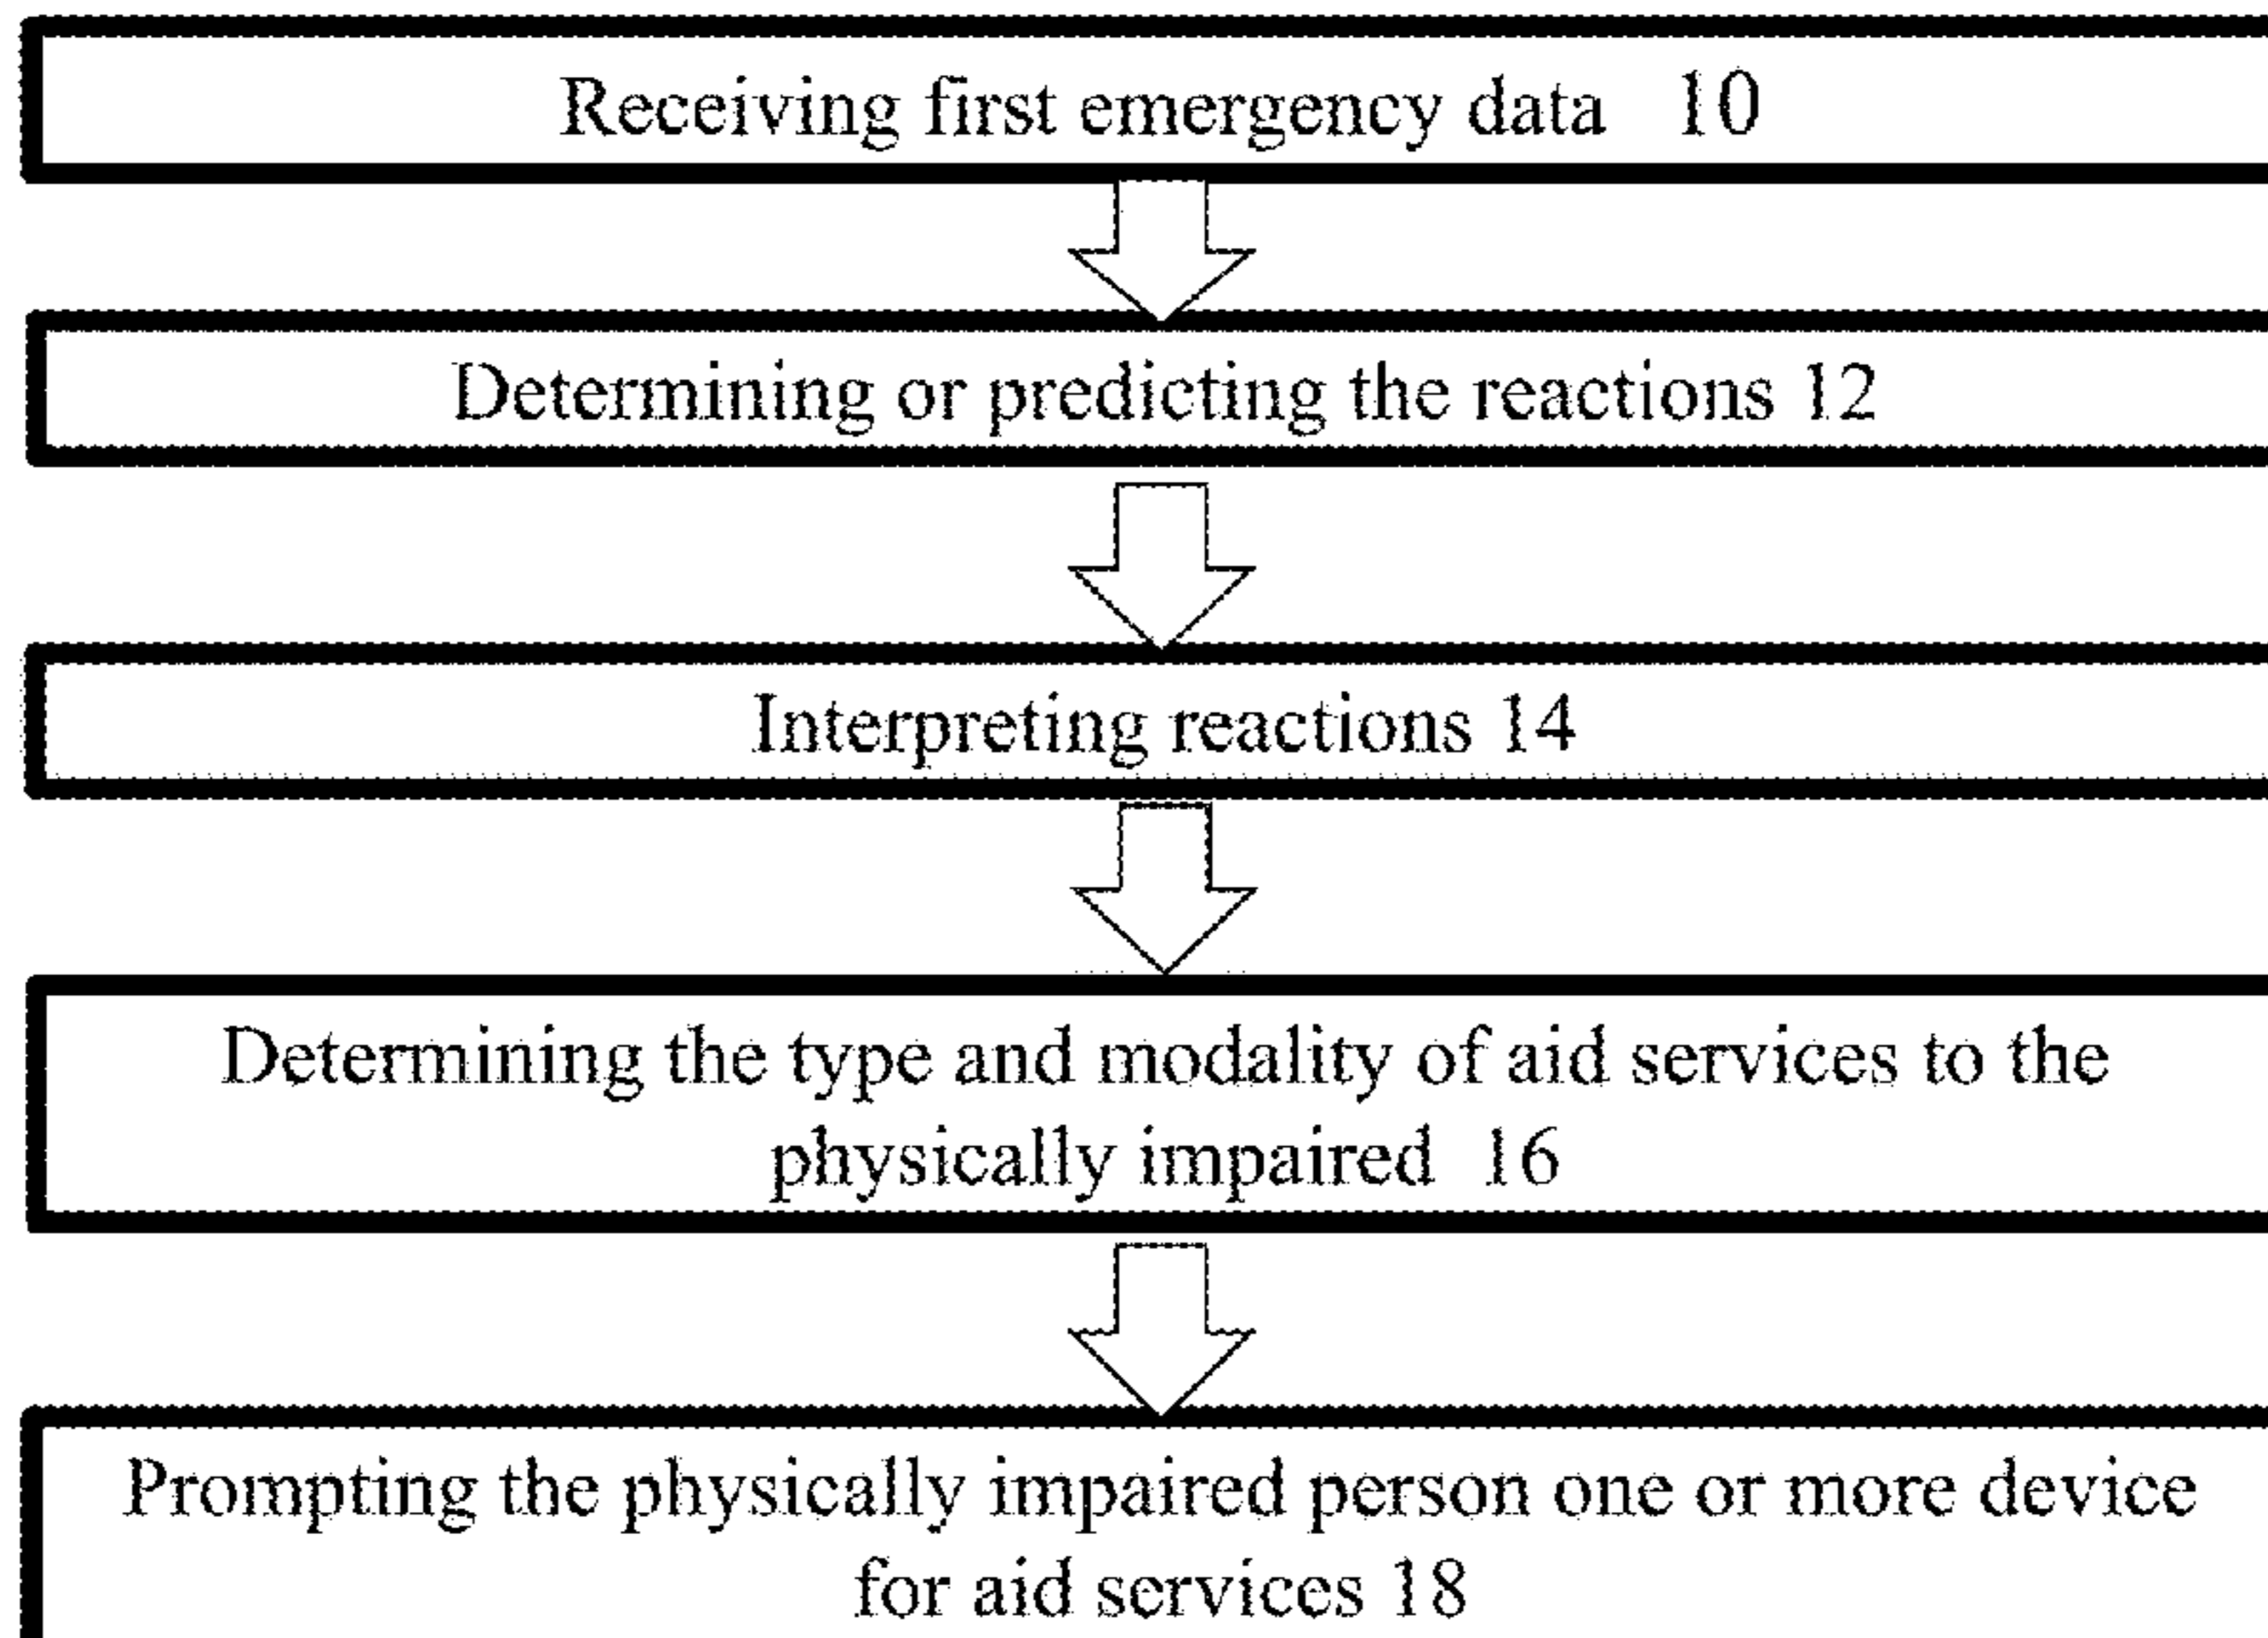 Receiving first emergency data 10
Determining or predicting the reactions 12
Interpreting reactions 14
Determining the type and modality of aid services to the
physically impaired 16
Prompting the physically impaired person one or more device
for aid services 18